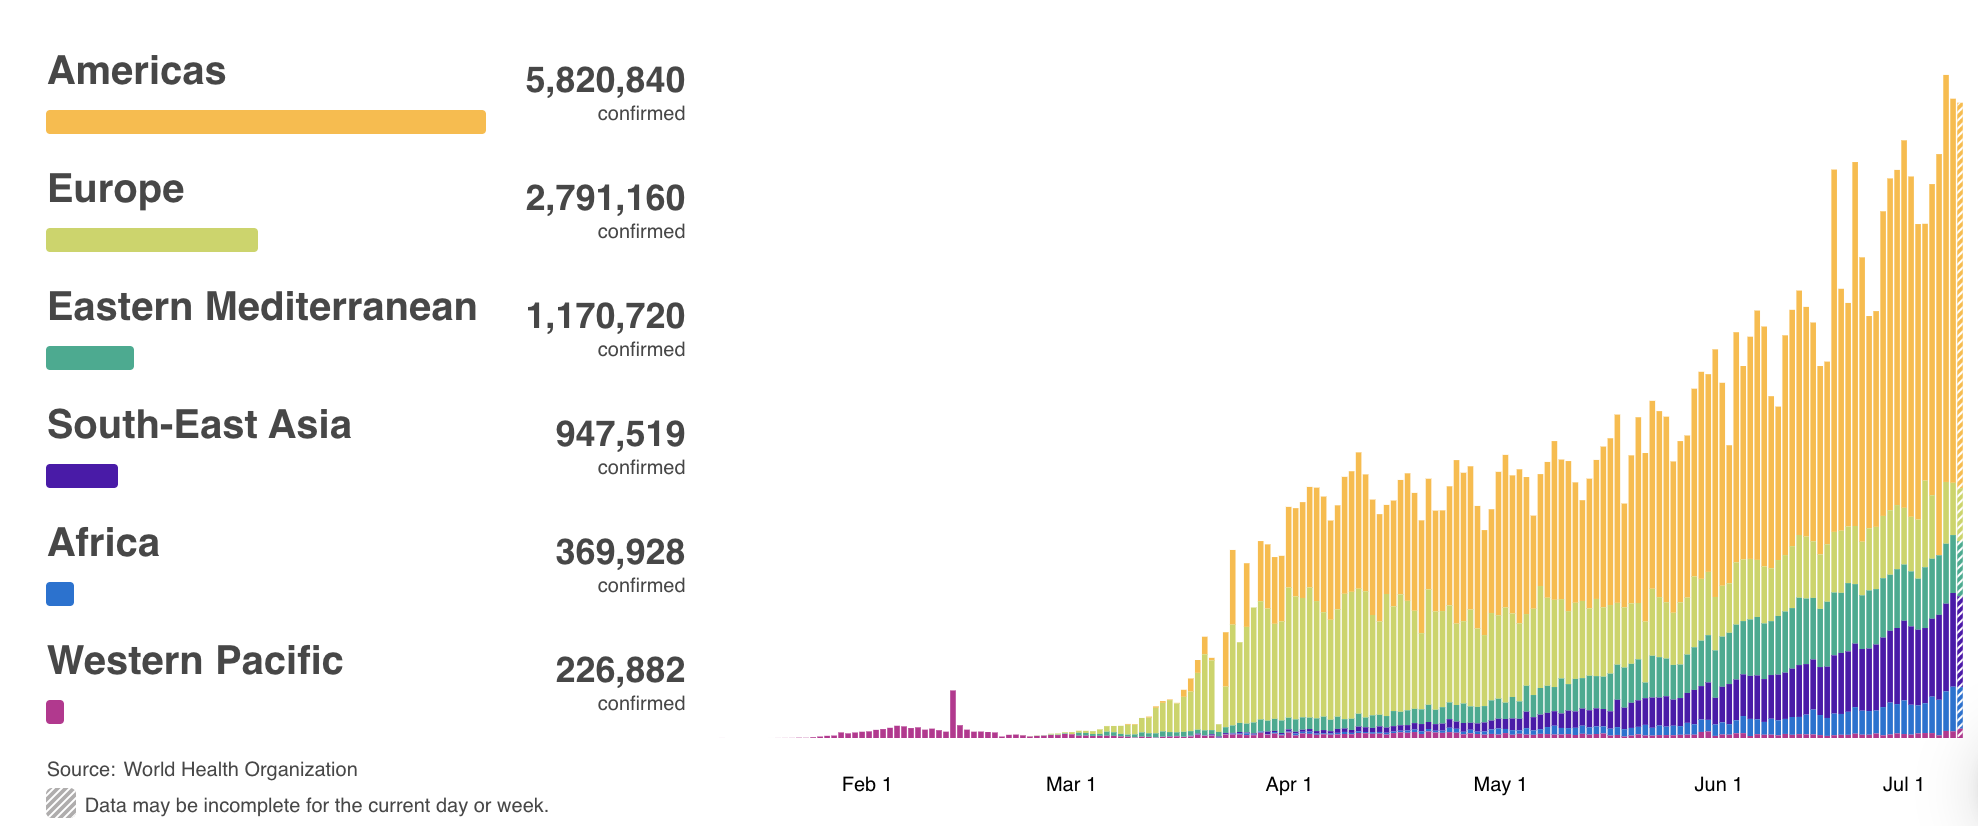 Americas
5,820,840
confirmed
Europe
2,791,160
confirmed
Eastern Mediterranean
1,170,720
confirmed
South-East Asia
947,519
confirmed
Africa
369,928
confirmed
Western Pacific
226,882
confirmed
Source: World Health Organization
Data may be incomplete for the current day or week.
Feb 1
Mar 1
Apr 1
May 1
Jun 1
Jul 1